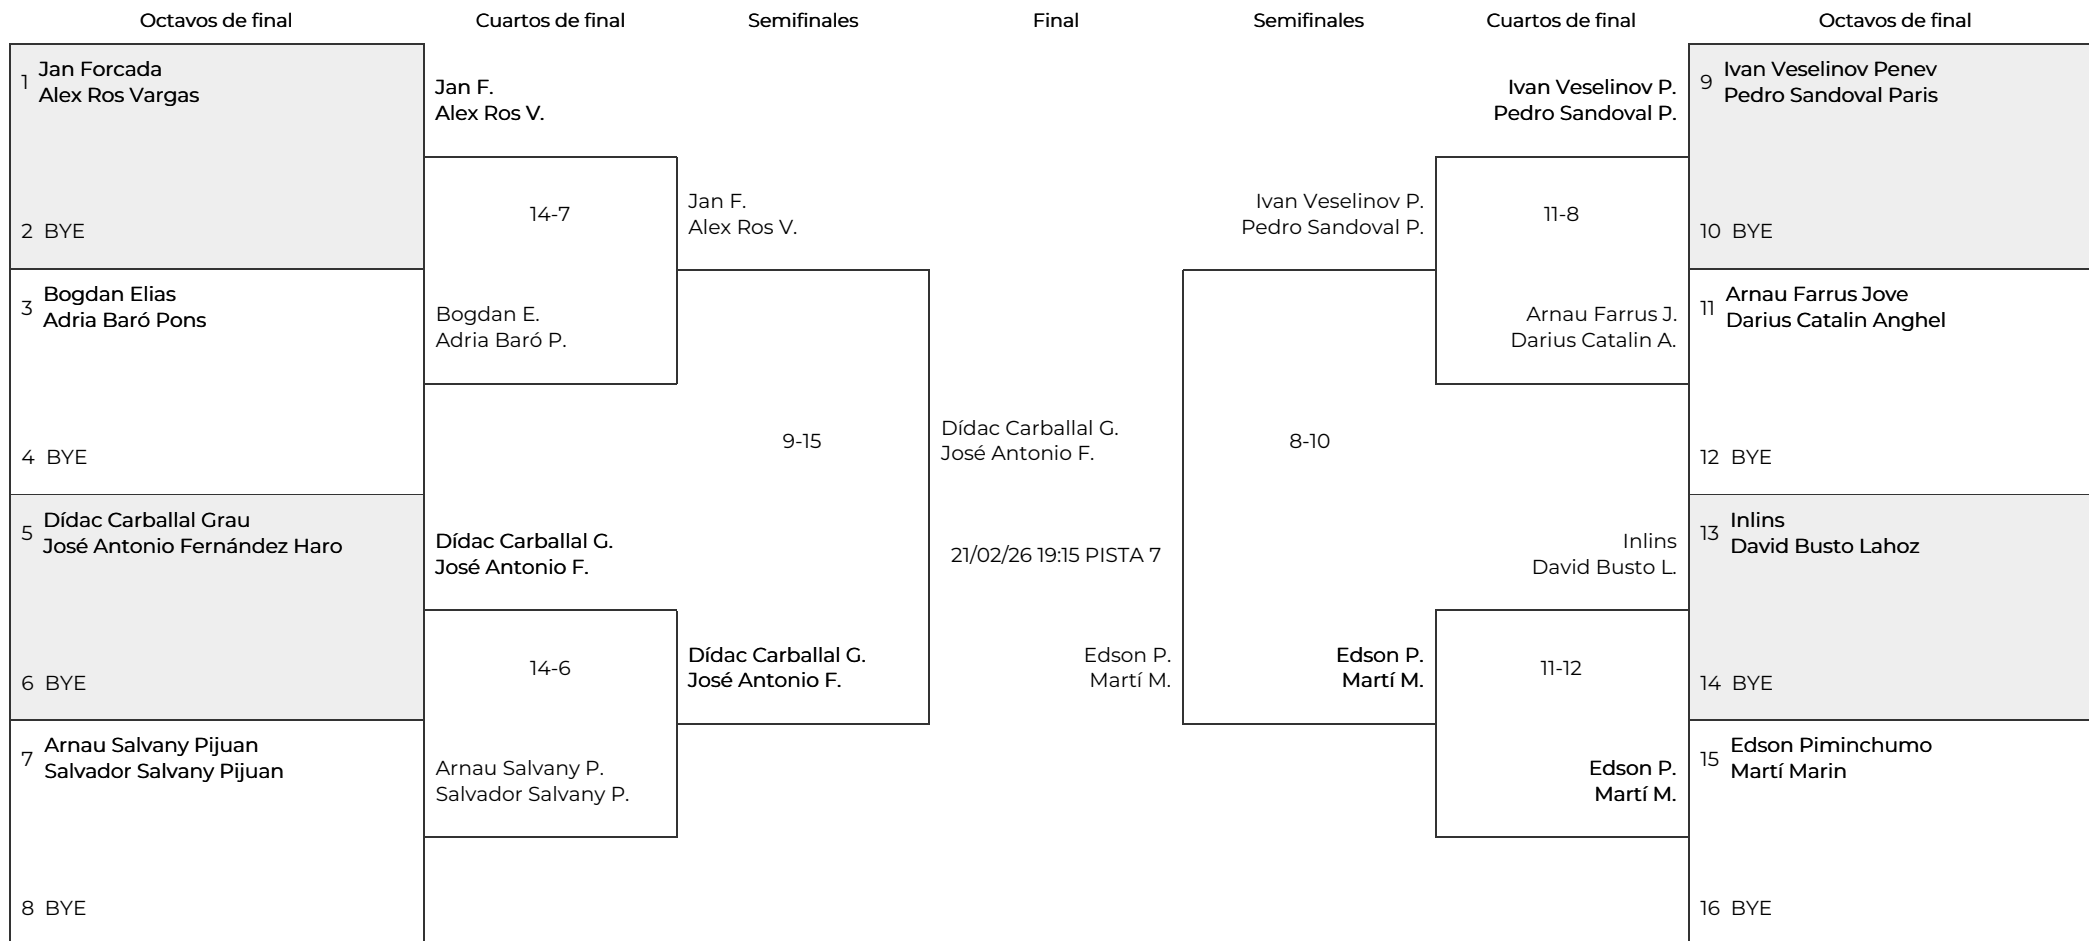 Octavos de final
Cuartos de final
Semifinales
Final
Semifinales
Cuartos de final
Octavos de final
1 Jan Forcada
Alex Ros Vargas
2 BYE
3 Bogdan Elias
Adria Baró Pons
4 BYE
5 Dídac Carballal Grau
José Antonio Fernández Haro
6 BYE
7 Arnau Salvany Pijuan
Salvador Salvany Pijuan
8 BYE
Jan F.
Alex Ros V.
14-7
Bogdan E.
Adria Baró P.
Dídac Carballal G.
José Antonio F.
14-6
Arnau Salvany P.
Salvador Salvany P.
Jan F.
Alex Ros V.
9-15
Dídac Carballal G.
José Antonio F.
Dídac Carballal G.
José Antonio F.
21/02/26 19:15 PISTA 7
Edson P.
Martí M.
Ivan Veselinov P.
Pedro Sandoval P.
8-10
Edson P.
Martí M.
Ivan Veselinov P.
Pedro Sandoval P.
11-8
Arnau Farrus J.
Darius Catalin A.
Inlins
David Busto L.
11-12
Edson P.
Martí M.
9 Ivan Veselinov Penev
Pedro Sandoval Paris
10 BYE
11 Arnau Farrus Jove
Darius Catalin Anghel
12 BYE
13 Inlins
David Busto Lahoz
14 BYE
15 Edson Piminchumo
Martí Marin
16 BYE